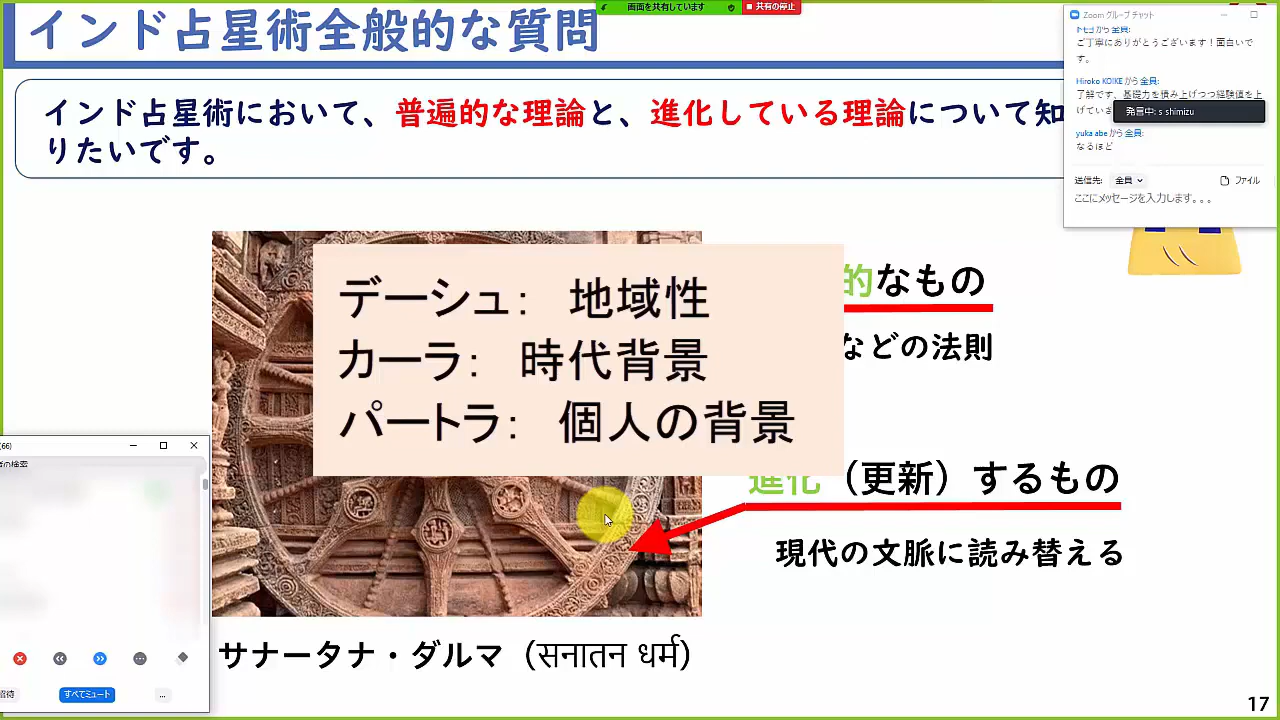 画面を共有しています
共有の停止
インド占星術全般的な質問
インド占星術において、普遍的な理論と、進化している理論について知
りたいです。
Zoom グループ チャット
から 全員:
ご丁寧にありがとうございます！面白いで
す。
Hiroko KOIKE から 全員:
了解です、基礎力を積み上げつつ経験値を上
げていき
発言中: s shimizu
yuka abe から 全員:
なるほど
送信先: 全員
ファイル
ここにメッセージを入力します。。。
デーシュ： 地域性
カーラ： 時代背景
パートラ： 個人の背景
的なもの
などの法則
進化（更新）するもの
現代の文脈に読み替える
サナータナ・ダルマ（सनातन धर्म）
(66)
者の検索
招待
すべてミュート
...
17